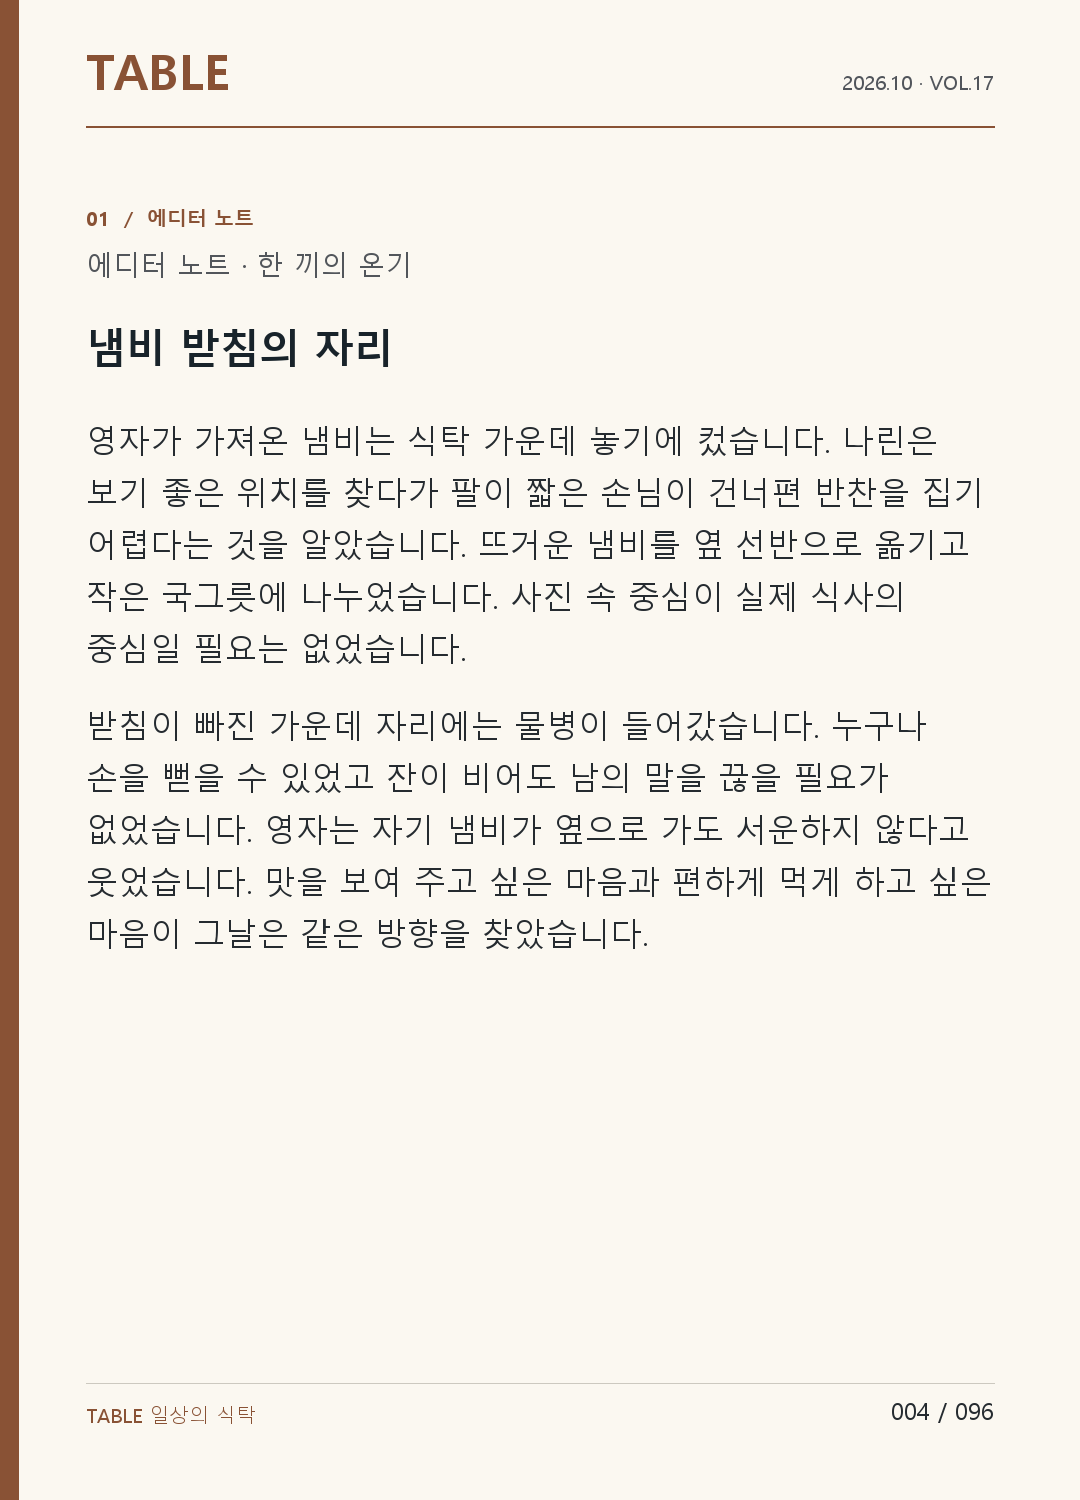 TABLE
2026.10 · VOL.17
01 / 에디터 노트
에디터 노트 · 한 끼의 온기
냄비 받침의 자리
영자가 가져온 냄비는 식탁 가운데 놓기에 컸습니다. 나린은
보기 좋은 위치를 찾다가 팔이 짧은 손님이 건너편 반찬을 집기
어렵다는 것을 알았습니다. 뜨거운 냄비를 옆 선반으로 옮기고
작은 국그릇에 나누었습니다. 사진 속 중심이 실제 식사의
중심일 필요는 없었습니다.
받침이 빠진 가운데 자리에는 물병이 들어갔습니다. 누구나
손을 뻗을 수 있었고 잔이 비어도 남의 말을 끊을 필요가
없었습니다. 영자는 자기 냄비가 옆으로 가도 서운하지 않다고
웃었습니다. 맛을 보여 주고 싶은 마음과 편하게 먹게 하고 싶은
마음이 그날은 같은 방향을 찾았습니다.
TABLE 일상의 식탁
004 / 096